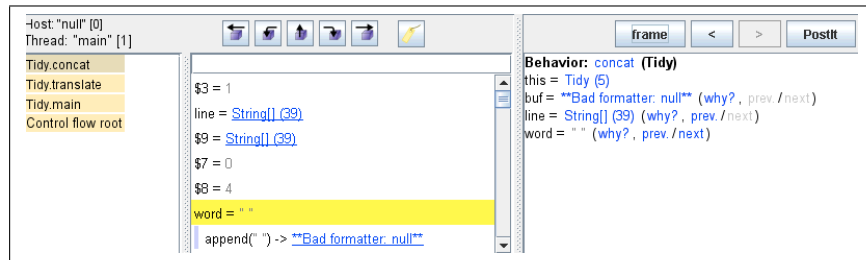 Host: "null" [0]
Thread: "main" [1]
Tidy.concat
Tidy.translate
Tidy.main
Control flow root
$3 = 1
line = String[] (39)
$9 = String[] (39)
$7 = 0
$8 = 4
word = " "
append(" ") -> **Bad formatter: null**
frame
<
>
PostIt
Behavior: concat (Tidy)
this = Tidy (5)
buf = **Bad formatter: null** (why? , prev. / next )
line = String[] (39) (why? , prev. / next )
word = " " (why? , prev. / next )